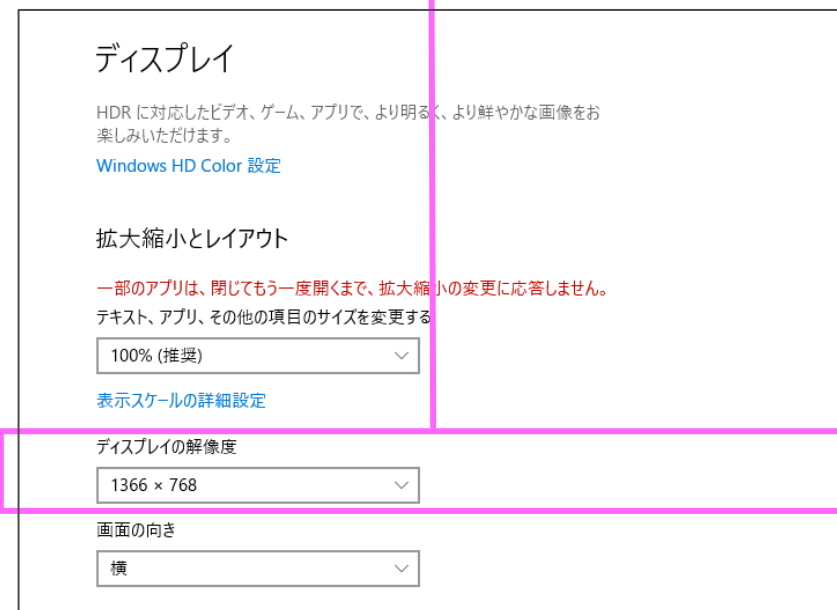 ディスプレイ
HDR に対応したビデオ、ゲーム、アプリで、より明るく、より鮮やかな画像をお
楽しみいただけます。
Windows HD Color 設定
拡大縮小とレイアウト
一部のアプリは、閉じてもう一度開くまで、拡大縮小の変更に応答しません。
テキスト、アプリ、その他の項目のサイズを変更する
100% (推奨)
表示スケールの詳細設定
ディスプレイの解像度
1366 × 768
画面の向き
横